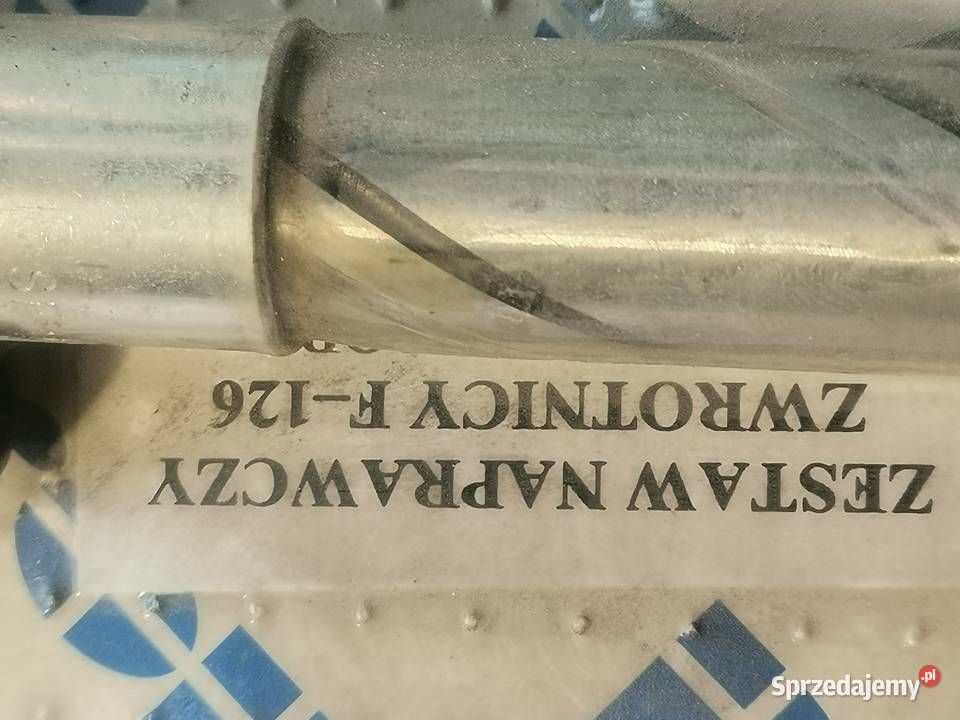 ZESTAW NAPRAWCZY
ZWROTNICY F-126
Sprzedajemy.pl